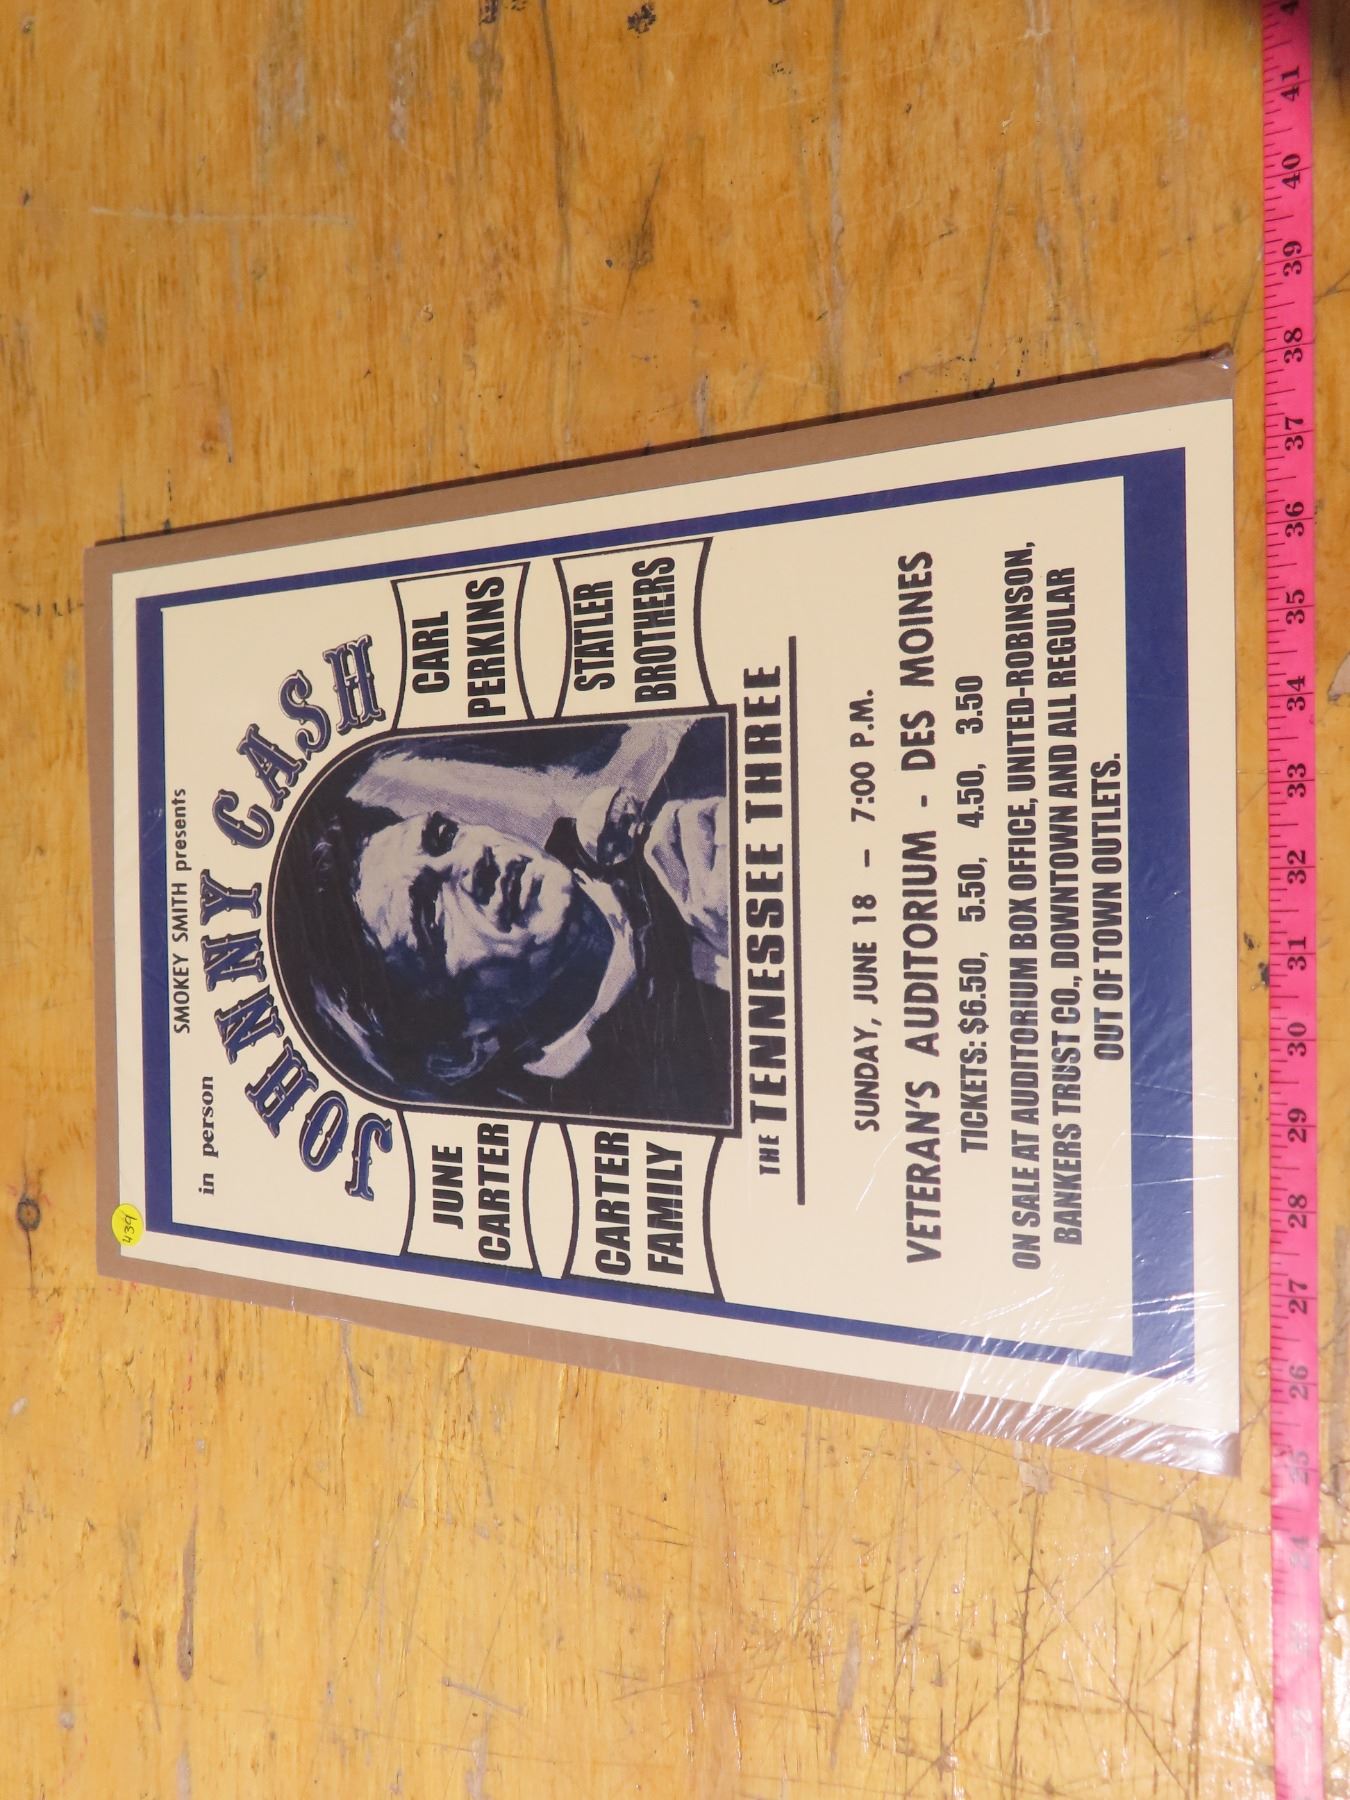 439
SMOKEY SMITH presents
in person
JOHNNY CASH
JUNE
CARTER
CARL
PERKINS
CARTER
FAMILY
STATLER
BROTHERS
THE TENNESSEE THREE
SUNDAY, JUNE 18 – 7:00 P.M.
VETERAN'S AUDITORIUM - DES MOINES
TICKETS: $6.50, 5.50, 4.50, 3.50
ON SALE AT AUDITORIUM BOX OFFICE, UNITED-ROBINSON,
BANKERS TRUST CO., DOWNTOWN AND ALL REGULAR
OUT OF TOWN OUTLETS.
24 25 26 27 28 29 30 31 32 33 34 35 36 37 38 39 40 41